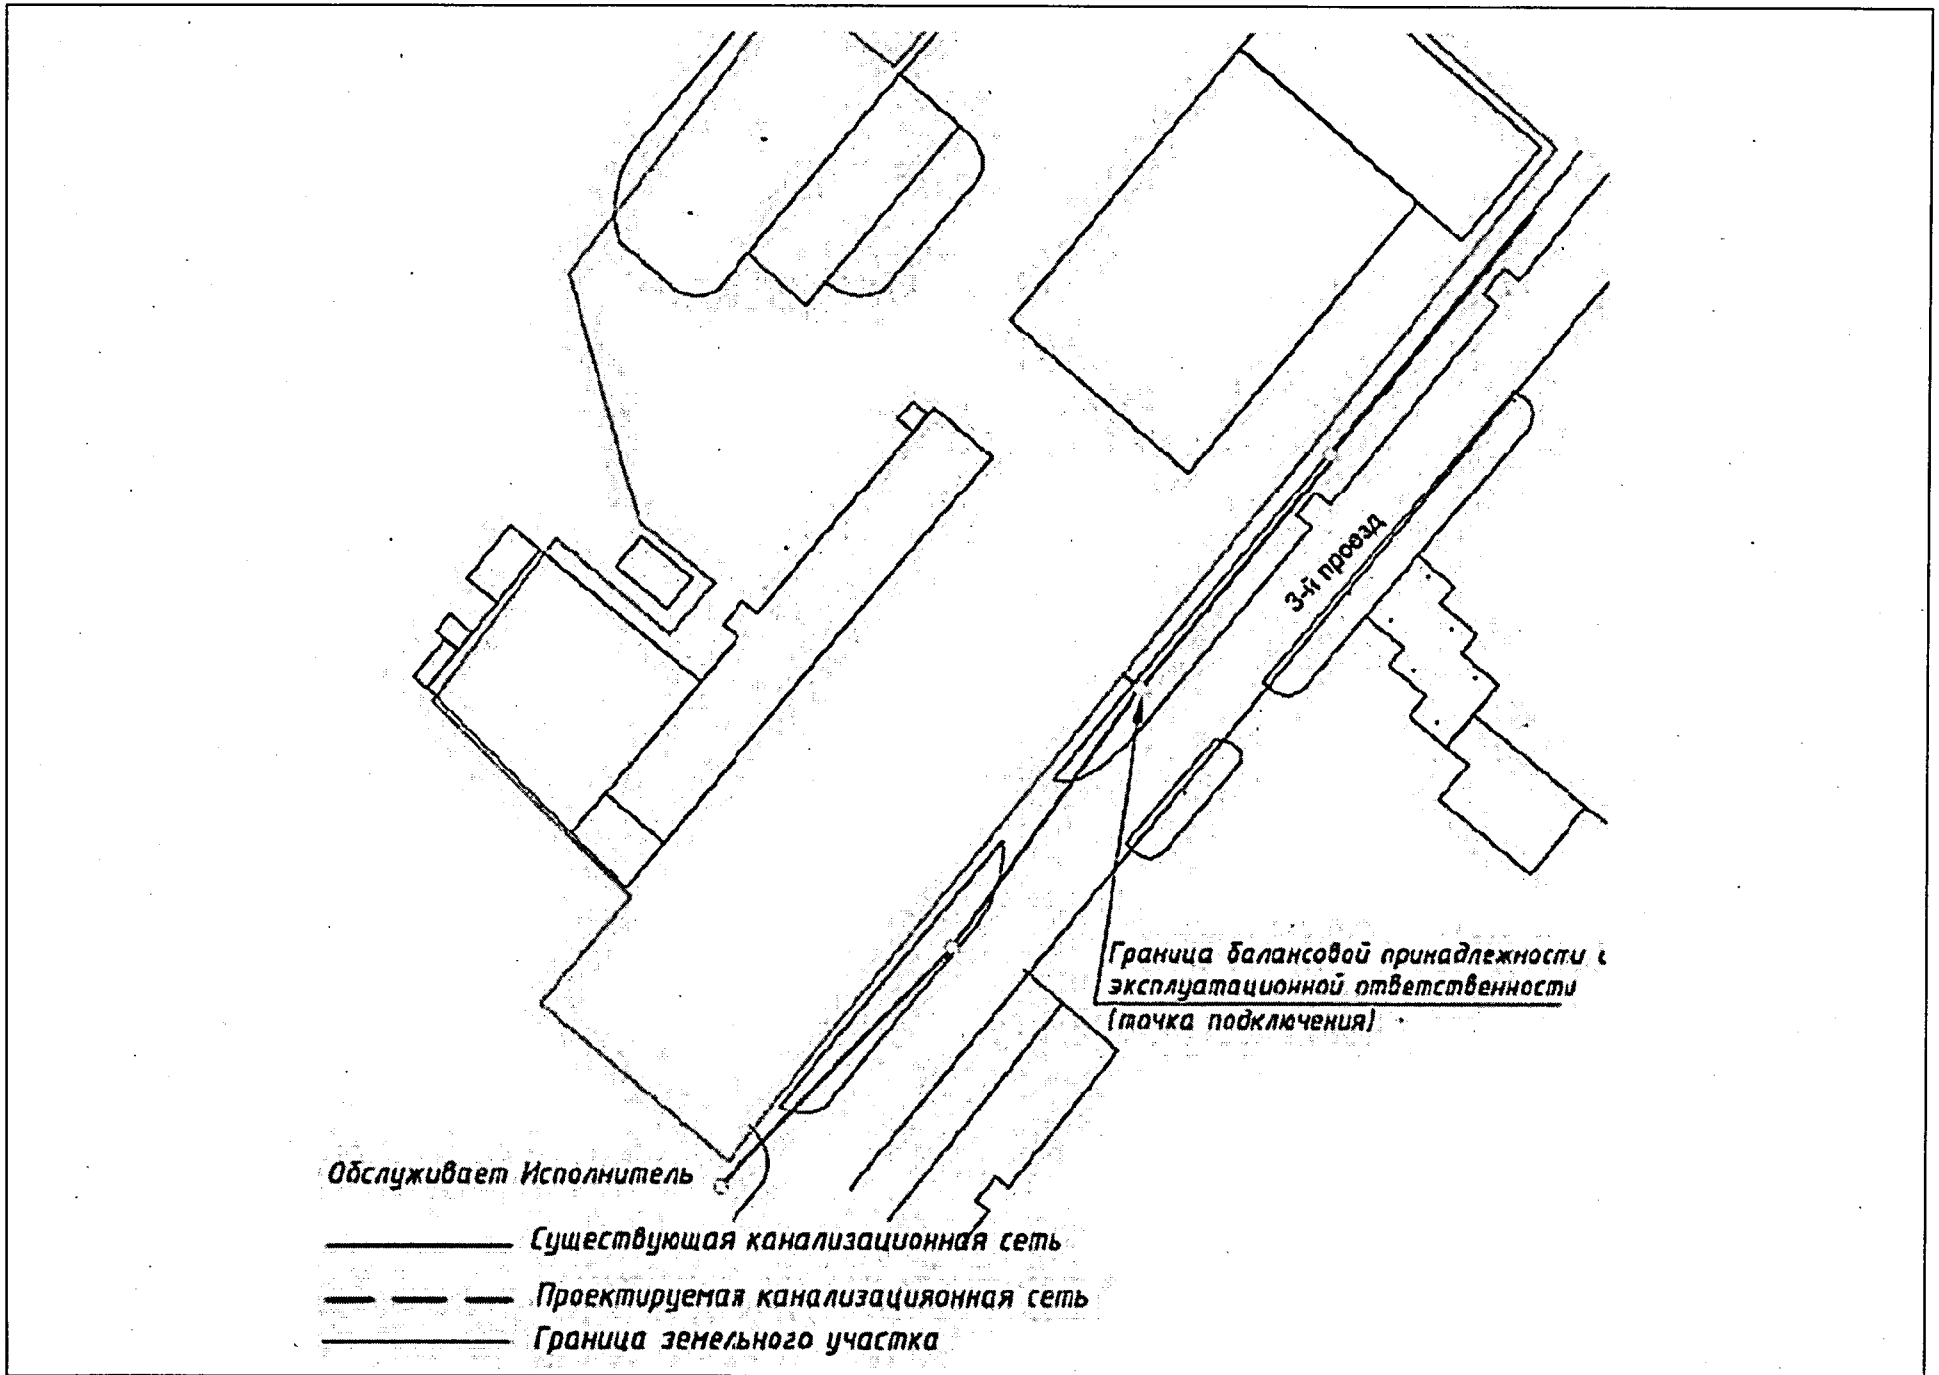 3-й проезд
Граница балансовой принадлежности и
эксплуатационной ответственности
(точка подключения)
Обслуживает Исполнитель
Существующая канализационная сеть
Проектируемая канализацияонная сеть
Граница земельного участка